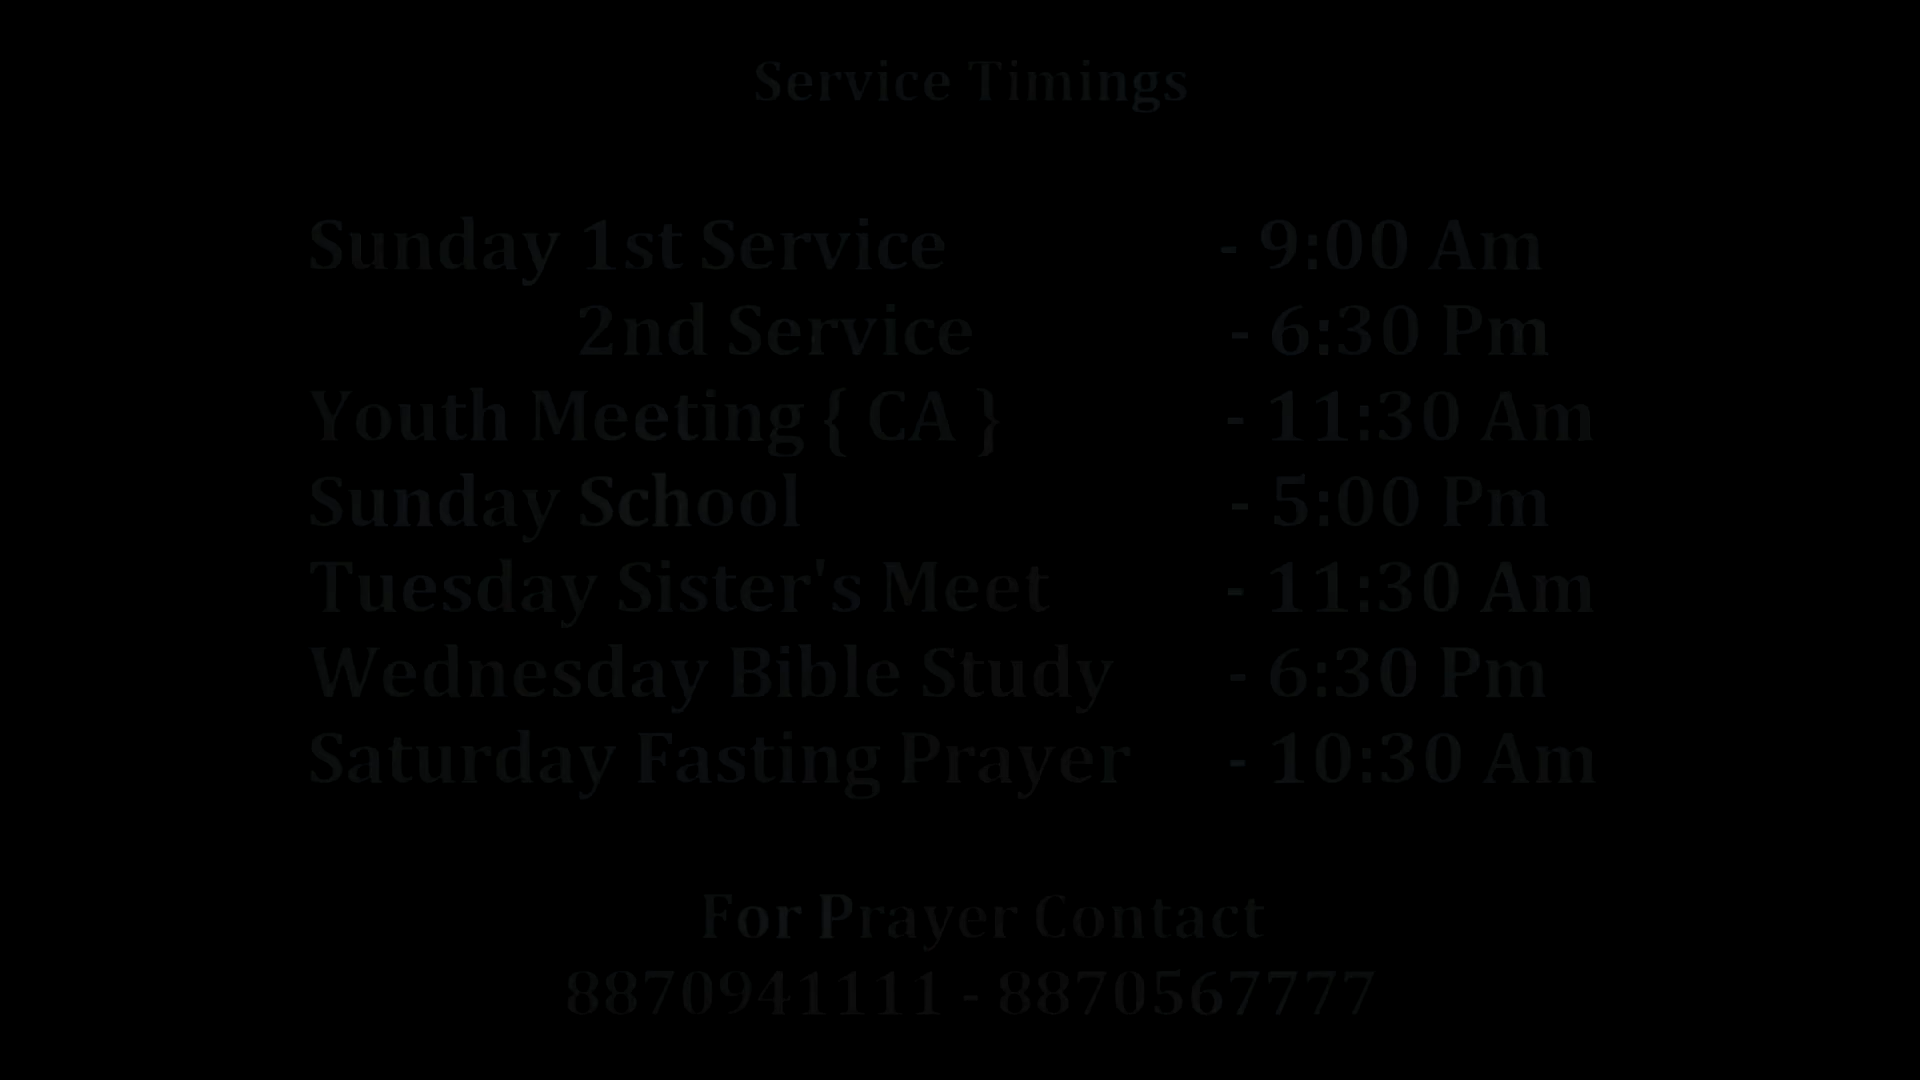 Service Timings
Sunday 1st Service - 9:00 Am
2nd Service - 6:30 Pm
Youth Meeting { CA } - 11:30 Am
Sunday School - 5:00 Pm
Tuesday Sister's Meet - 11:30 Am
Wednesday Bible Study - 6:30 Pm
Saturday Fasting Prayer - 10:30 Am
For Prayer Contact
8870941111 - 8870567777